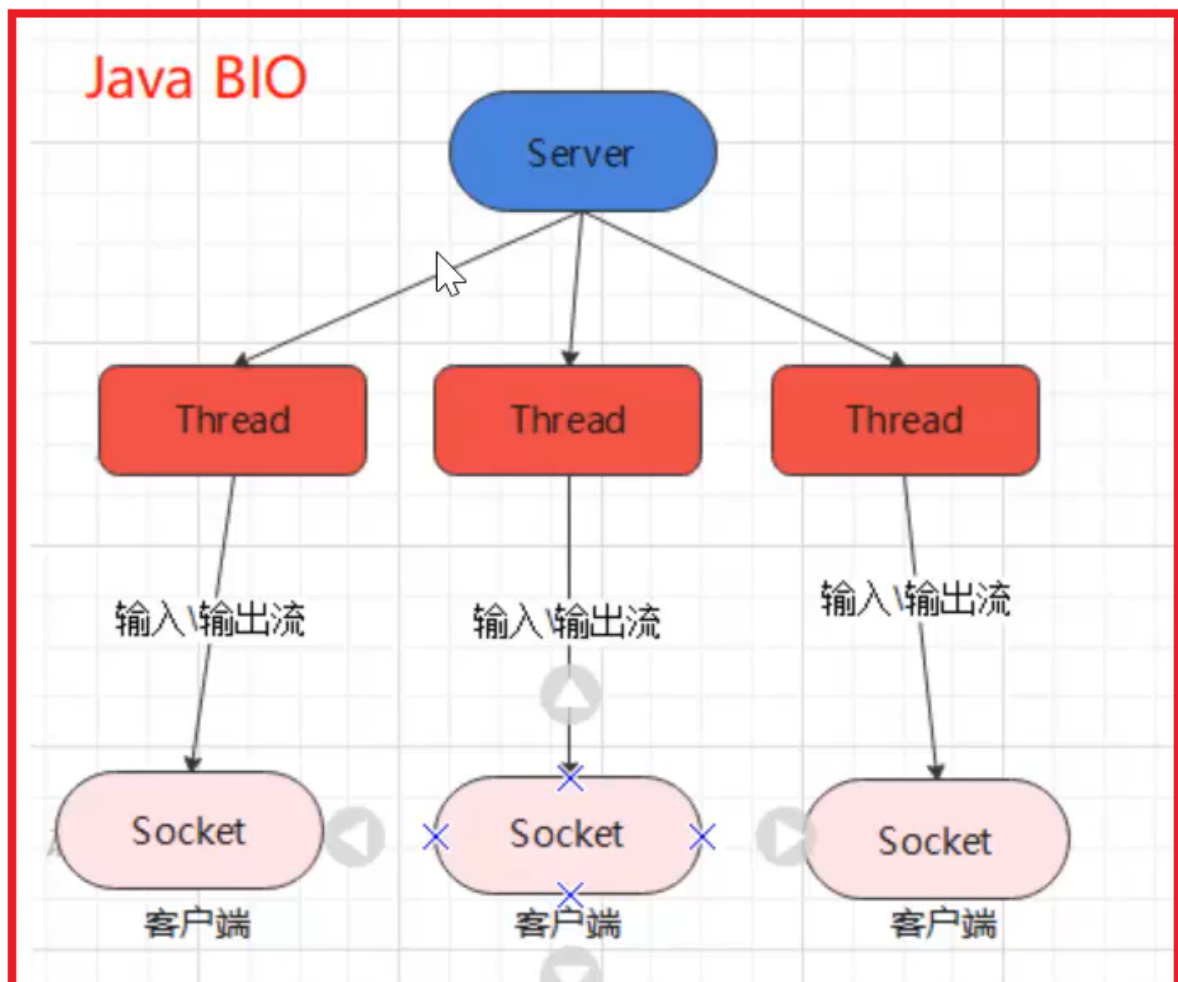 Java BIO
Server
Thread
Thread
Thread
输入\输出流
输入\输出流
输入\输出流
Socket
Socket
Socket
客户端
客户端
客户端